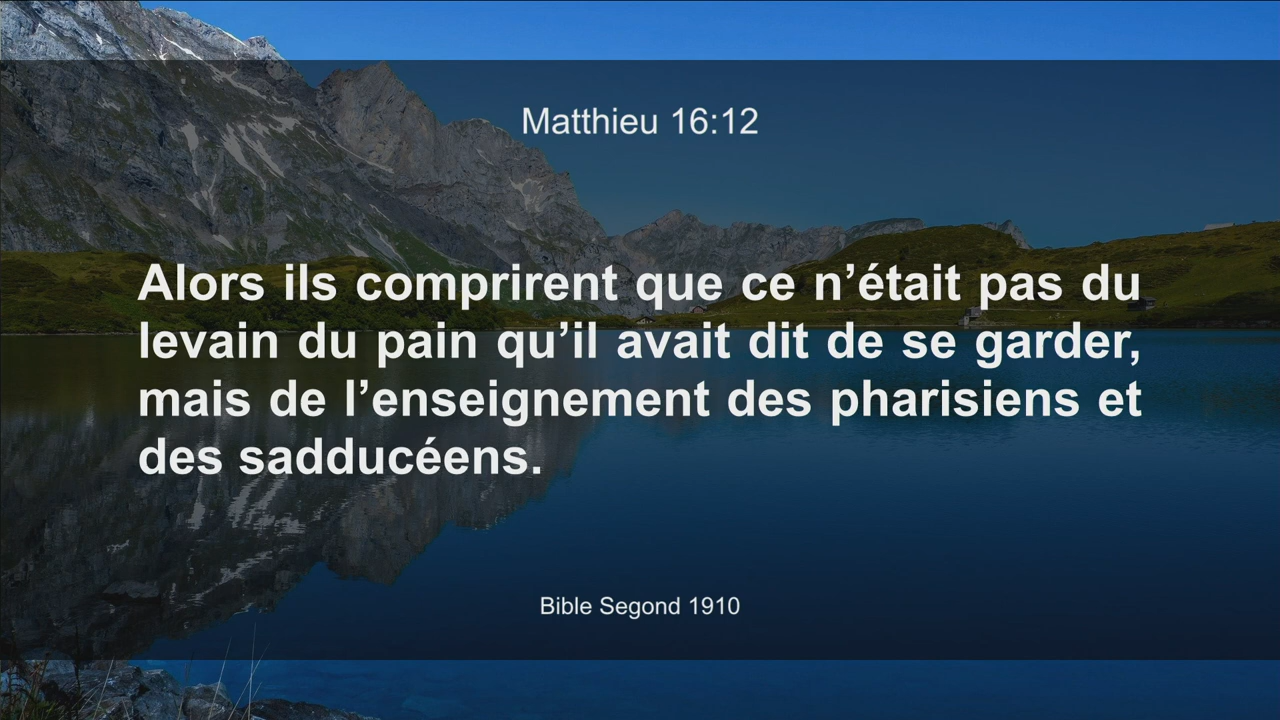 Matthieu 16:12
Alors ils comprirent que ce n’était pas du
levain du pain qu’il avait dit de se garder,
mais de l’enseignement des pharisiens et
des sadducéens.
Bible Segond 1910